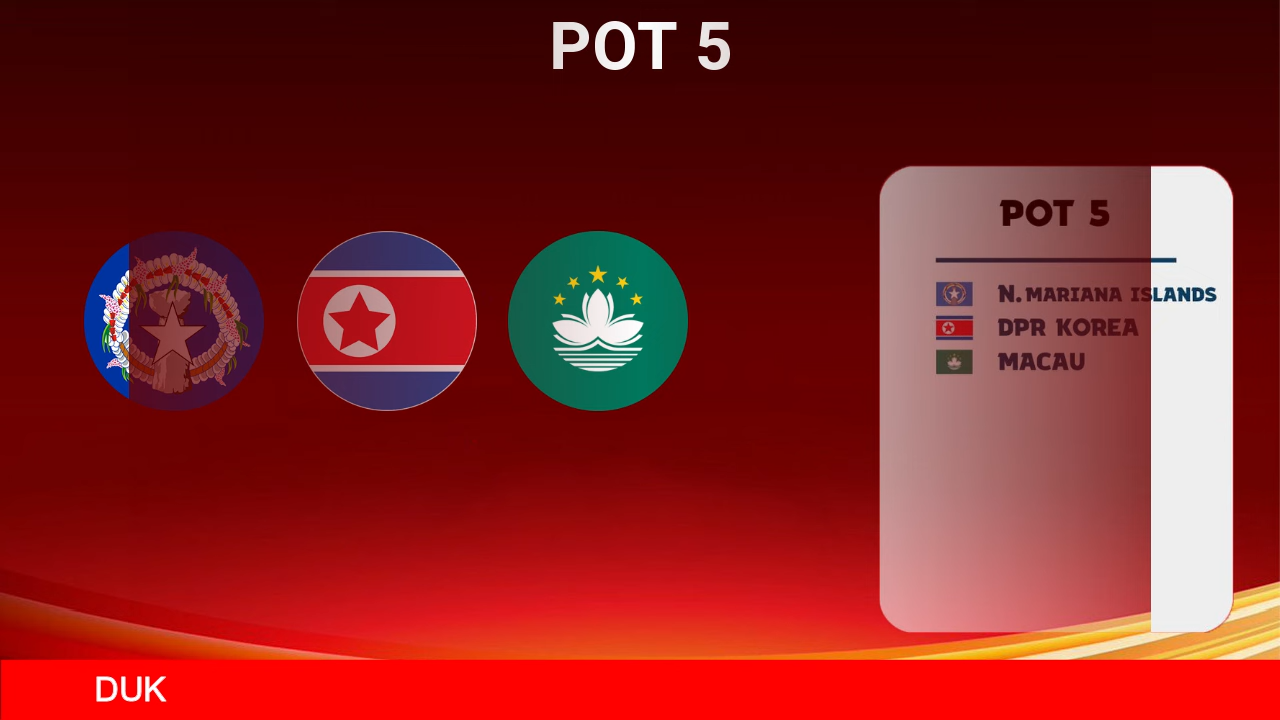 POT 5
POT 5
N. MARIANA ISLANDS
DPR KOREA
MACAU
DUK